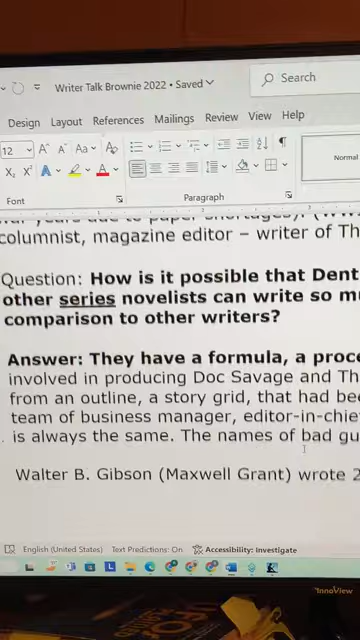 Writer Talk Brownie 2022 • Saved
Search
Design Layout References Mailings Review View Help
12
Aa
Normal
Font
Paragraph
columnist, magazine editor – writer of Th
Question: How is it possible that Dent
other series novelists can write so mu
comparison to other writers?
Answer: They have a formula, a proce
involved in producing Doc Savage and Th
from an outline, a story grid, that had bee
team of business manager, editor-in-chie
is always the same. The names of bad gu
Walter B. Gibson (Maxwell Grant) wrote 2
English (United States) Text Predictions: On Accessibility: Investigate
InnoView